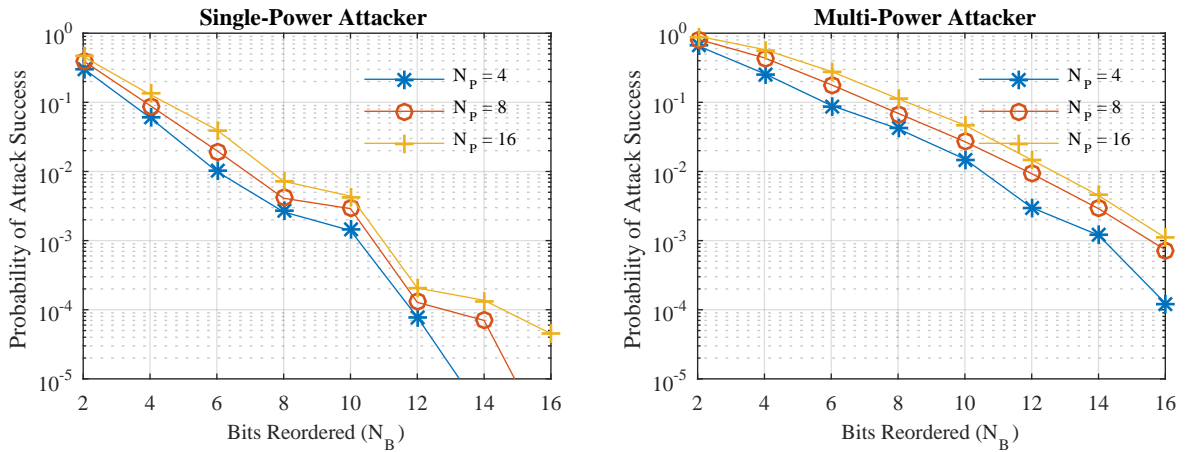 Single-Power Attacker
Probability of Attack Success
10^0
10^-1
10^-2
10^-3
10^-4
10^-5
N_P = 4
N_P = 8
N_P = 16
2 4 6 8 10 12 14 16
Bits Reordered (N_B)
Multi-Power Attacker
Probability of Attack Success
10^0
10^-1
10^-2
10^-3
10^-4
10^-5
N_P = 4
N_P = 8
N_P = 16
2 4 6 8 10 12 14 16
Bits Reordered (N_B)